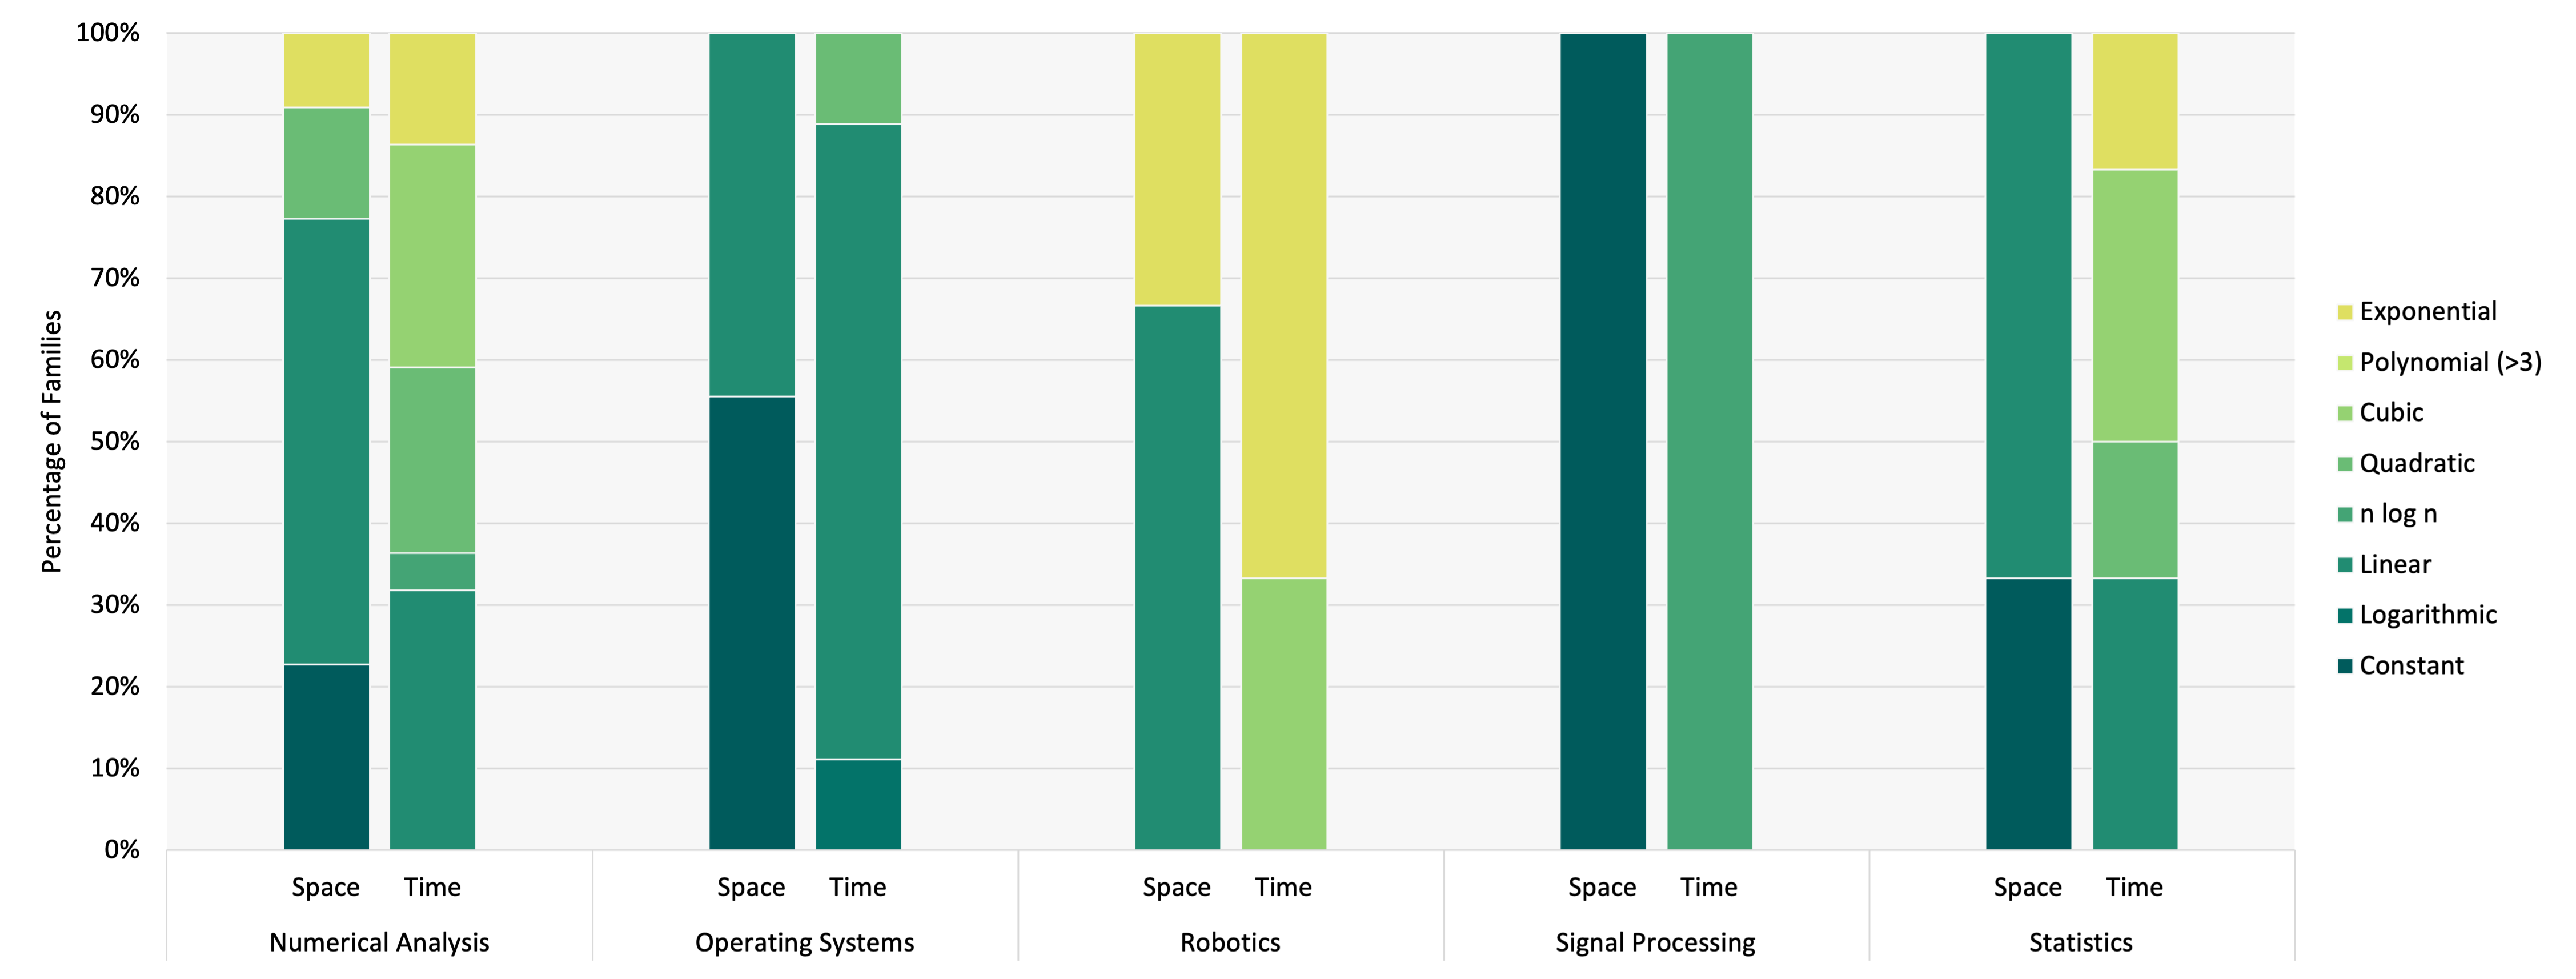 Percentage of Families
100%
90%
80%
70%
60%
50%
40%
30%
20%
10%
0%
Space Time Space Time Space Time Space Time Space Time
Numerical Analysis Operating Systems Robotics Signal Processing Statistics
Exponential
Polynomial (>3)
Cubic
Quadratic
n log n
Linear
Logarithmic
Constant